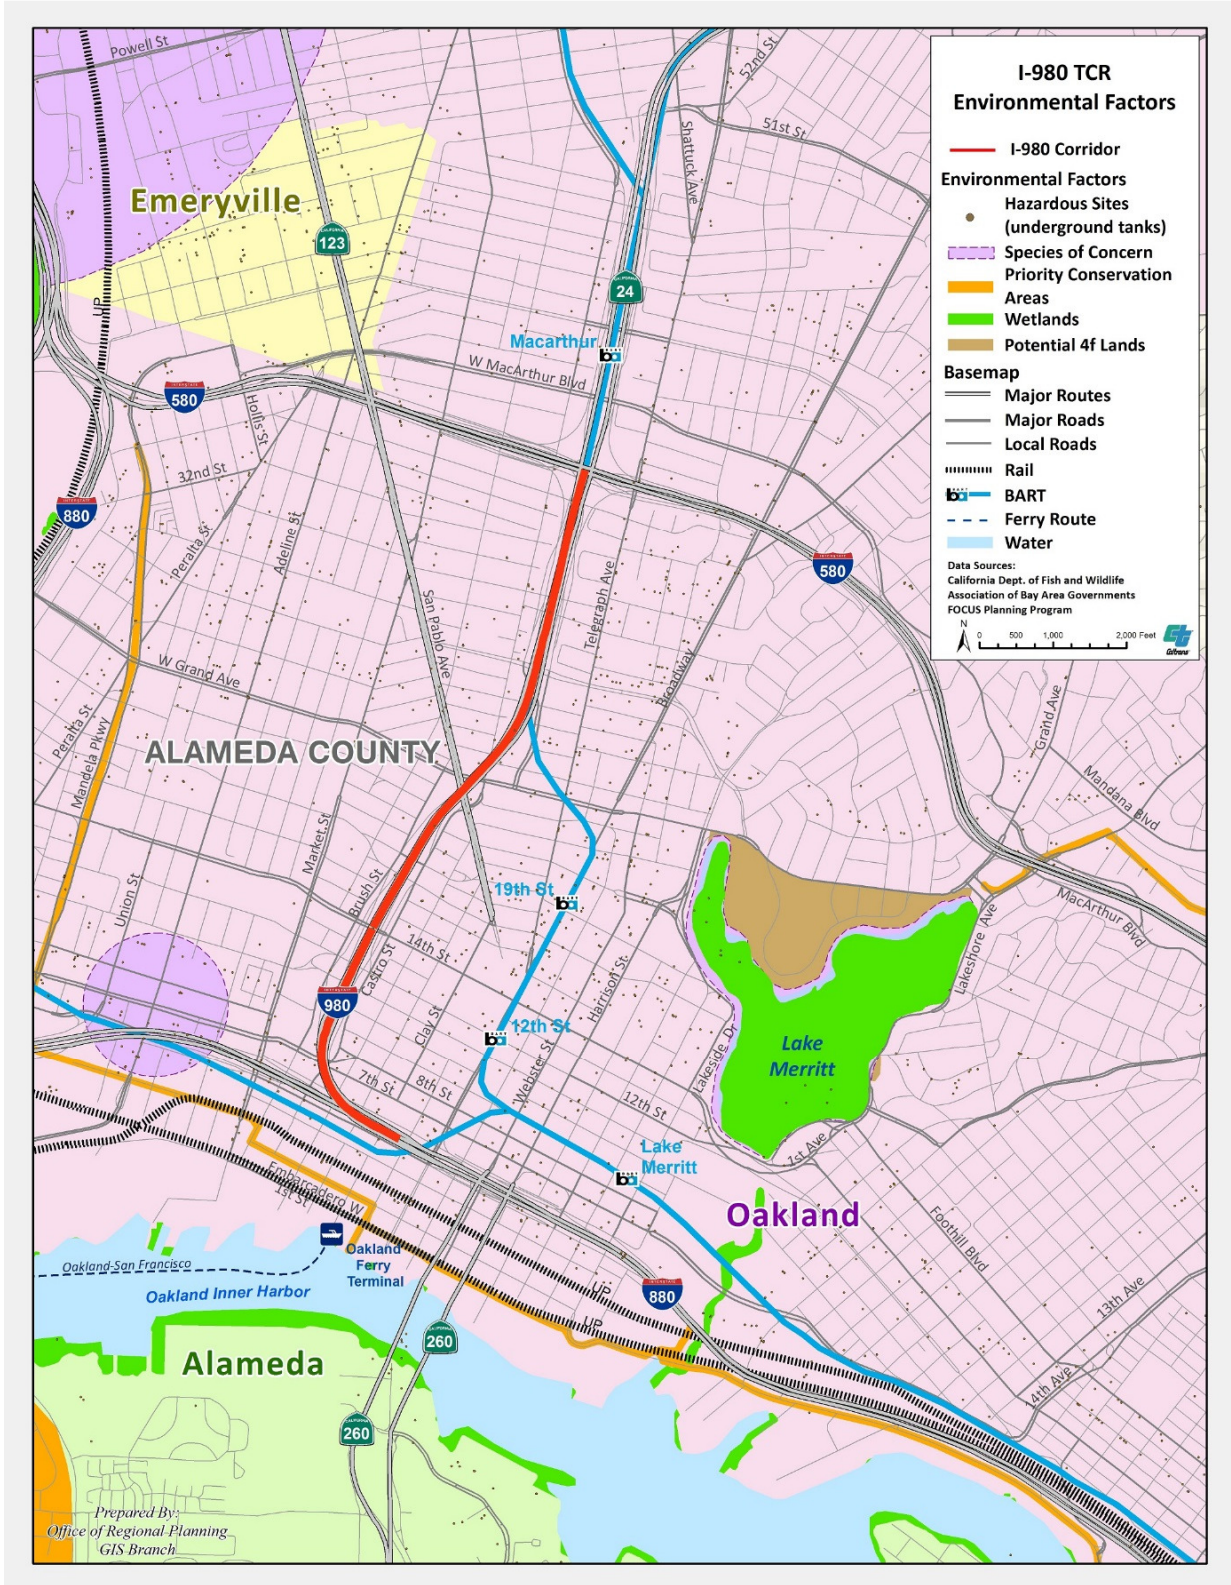 I-980 TCR
Environmental Factors
I-980 Corridor
Environmental Factors
Hazardous Sites
(underground tanks)
Species of Concern
Priority Conservation
Areas
Wetlands
Potential 4f Lands
Basemap
Major Routes
Major Roads
Local Roads
Rail
BART
Ferry Route
Water
Data Sources:
California Dept. of Fish and Wildlife
Association of Bay Area Governments
FOCUS Planning Program
N
0 500 1,000 2,000 Feet
Caltrans
Powell St
52nd St
51st St
Shattuck Ave
Emeryville
123
24
UP
Macarthur
W MacArthur Blvd
580
Hollis St
32nd St
880
Peralta St
Adeline St
580
San Pablo Ave
Telegraph Ave
Broadway
W Grand Ave
Peralta St
Mandela Pkwy
ALAMEDA COUNTY
Grand Ave
Mandana Blvd
Market St
Union St
Brush St
19th St
MacArthur Blvd
Lakeshore Ave
14th St
Castro St
Harrison St
980
Clay St
12th St
Lakeside Dr
Lake
Merritt
Webster St
7th St
8th St
12th St
1st Ave
Lake
Merritt
Embarcadero W
1st St
Oakland
Foothill Blvd
Oakland
Ferry
Terminal
Oakland-San Francisco
Oakland Inner Harbor
UP
880
13th Ave
UP
260
Alameda
14th Ave
260
Prepared By:
Office of Regional Planning
GIS Branch